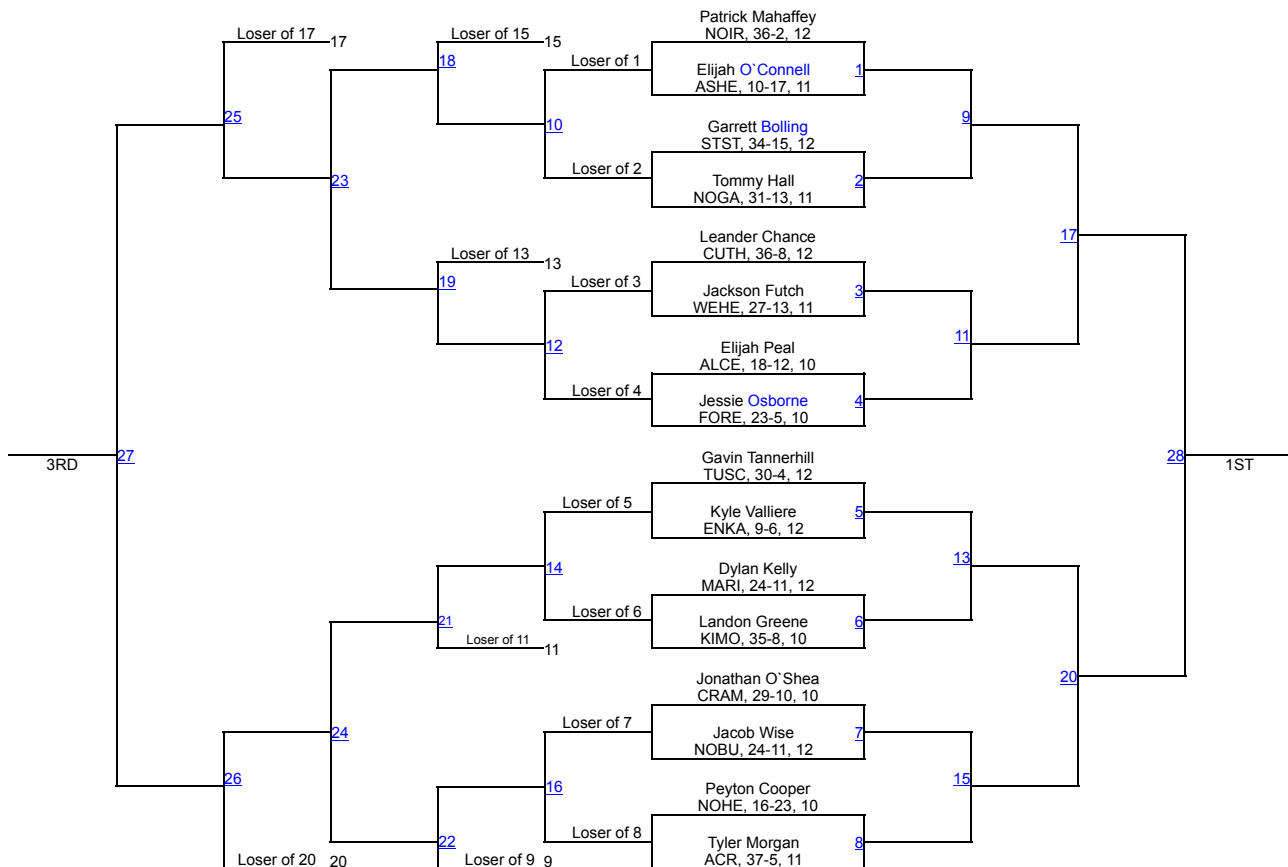 Patrick Mahaffey
Loser of 17 17 Loser of 15 15 NOIR, 36-2, 12
18 Loser of 1 Elijah O`Connell 1
ASHE, 10-17, 11
25 10 9
Garrett Bolling
STST, 34-15, 12
Loser of 2
23 Tommy Hall 2
NOGA, 31-13, 11
Leander Chance 17
Loser of 13 13 CUTH, 36-8, 12
19 Loser of 3 Jackson Futch 3
WEHE, 27-13, 11
12 11
Elijah Peal
ALCE, 18-12, 10
Loser of 4
Jessie Osborne 4
FORE, 23-5, 10
27 28
3RD 1ST
Gavin Tannerhill
TUSC, 30-4, 12
Loser of 5
Kyle Valliere 5
ENKA, 9-6, 12
14 13
Dylan Kelly
MARI, 24-11, 12
Loser of 6
21 Landon Greene 6
Loser of 11 11 KIMO, 35-8, 10
Jonathan O`Shea 20
CRAM, 29-10, 10
Loser of 7
24 Jacob Wise 7
NOBU, 24-11, 12
26 16 15
Peyton Cooper
NOHE, 16-23, 10
Loser of 8
22 Tyler Morgan 8
Loser of 20 20 Loser of 9 9 ACR, 37-5, 11